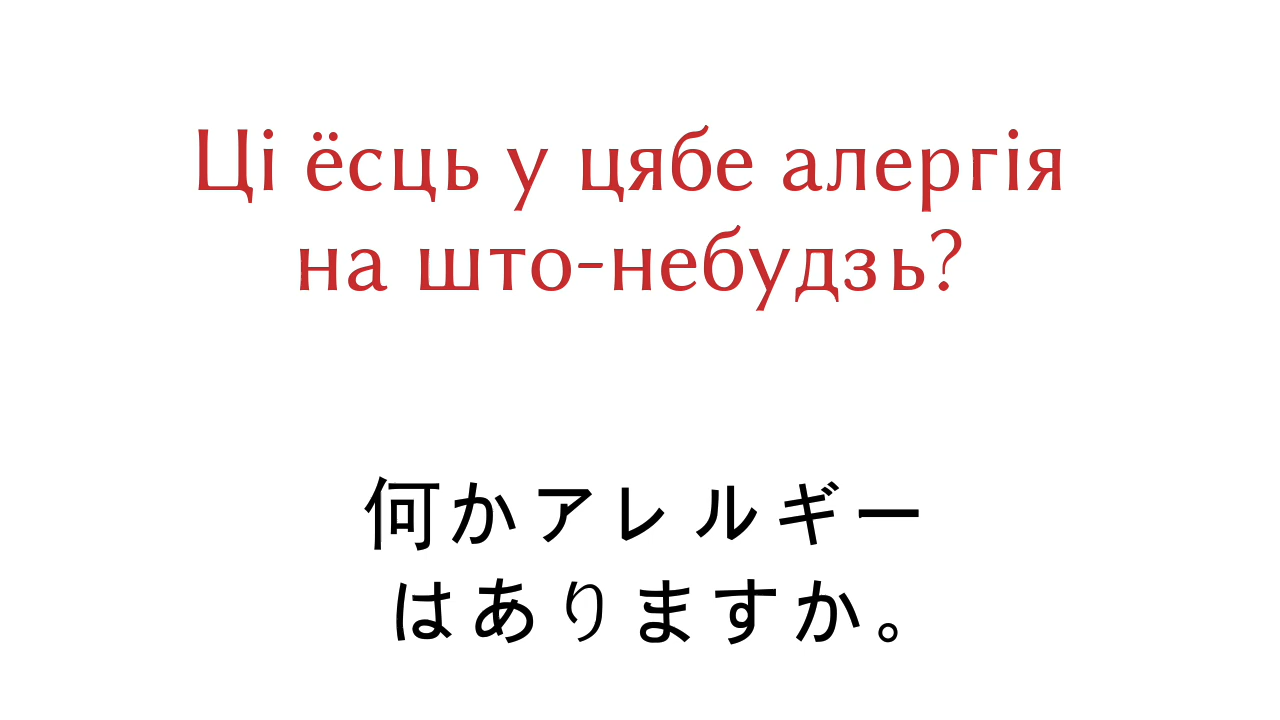 Ці ёсць у цябе алергія
на што-небудзь?
何かアレルギー
はありますか。